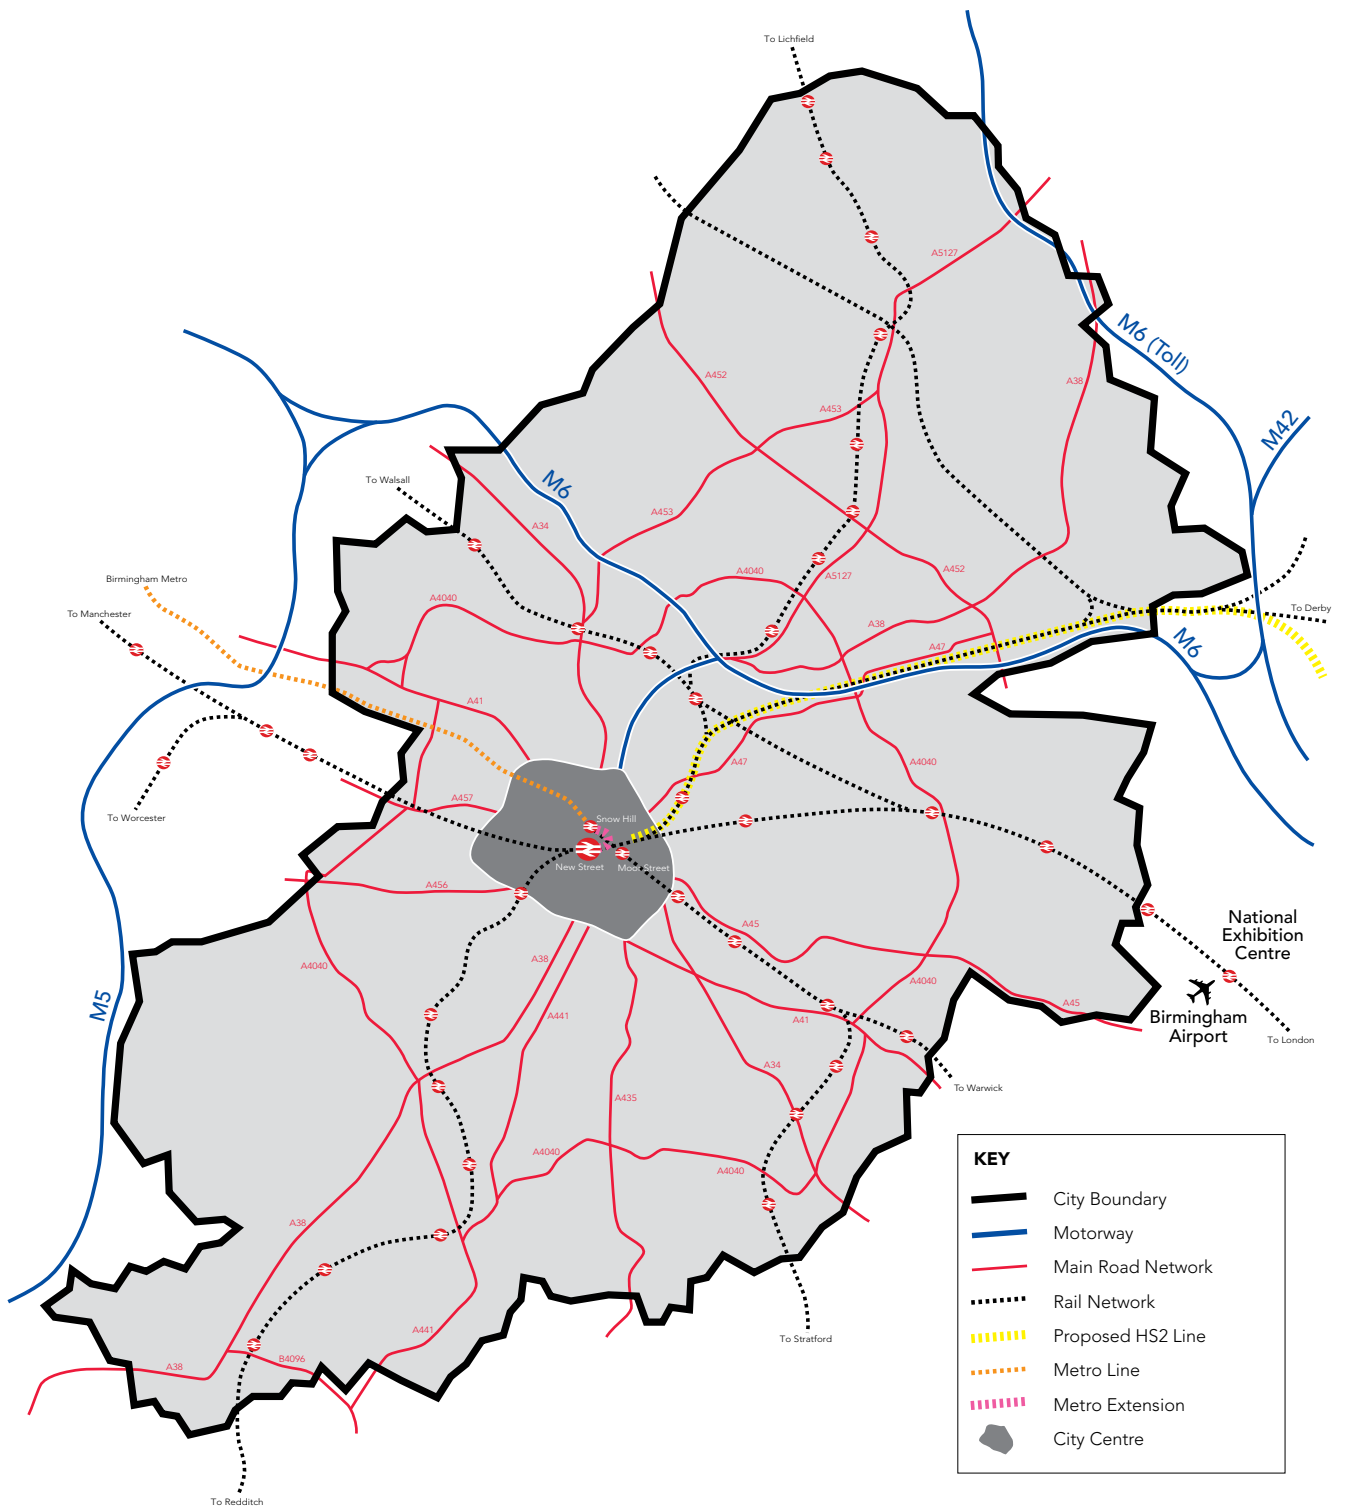 To Lichfield
A5127
M6 (Toll)
A452
A38
A453
M42
M6
To Walsall
A453
A34
A4040
A452
A5127
Birmingham Metro
A4040
To Manchester
To Derby
A38
A47
M6
A41
A47
A4040
A457
To Worcester
Snow Hill
New Street
Moor Street
A456
National
Exhibition
Centre
A45
A38
A4040
A4040
M5
A45
A441
A41
Birmingham
Airport
To London
A34
To Warwick
A435
A4040
A4040
A38
To Stratford
A441
B4096
A38
To Redditch
KEY
City Boundary
Motorway
Main Road Network
Rail Network
Proposed HS2 Line
Metro Line
Metro Extension
City Centre